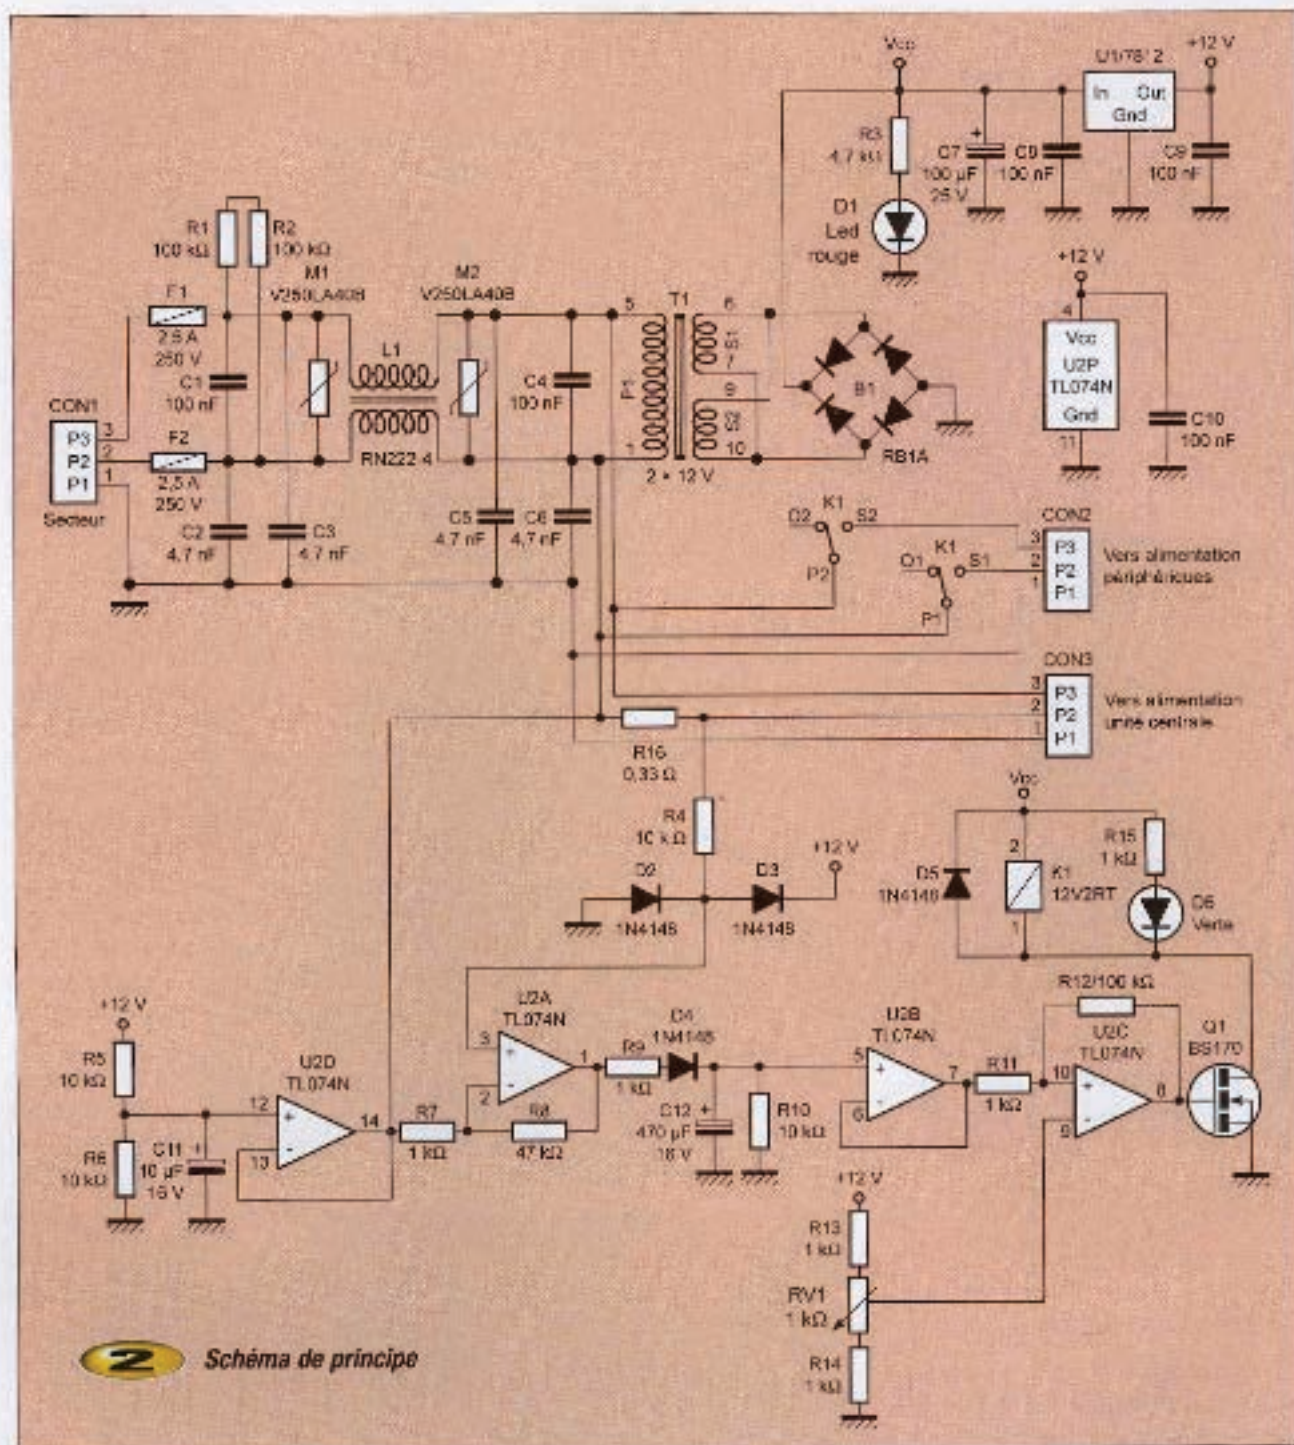 Vcc
U1/7812
+12 V
In Out
Gnd
R3
4,7 kΩ
C7
100 µF
25 V
C8
100 nF
C9
100 nF
D1
Led
rouge
R1
100 kΩ
R2
100 kΩ
M1
V250LA40B
M2
V250LA40B
F1
2,5 A
250 V
L1
RN222 4
C1
100 nF
C4
100 nF
5
T1
6
P1
S1
7
9
S2
1
10
2 × 12 V
B1
RB1A
+12 V
4
Vcc
U2P
TL074N
Gnd
11
C10
100 nF
CON1
P3 3
P2 2
P1 1
Secteur
F2
2,5 A
250 V
C2
4,7 nF
C3
4,7 nF
C5
4,7 nF
C6
4,7 nF
K1
O2
S2
P2
K1
O1
S1
P1
CON2
3 P3
2 P2
1 P1
Vers alimentation
périphériques
CON3
3 P3
2 P2
1 P1
Vers alimentation
unité centrale
R16
0,33 Ω
R4
10 kΩ
D2
1N4148
D3
1N4148
+12 V
Vcc
D5
1N4148
2
K1
12V2RT
1
R15
1 kΩ
D6
Verte
R12/100 kΩ
+12 V
R5
10 kΩ
R6
10 kΩ
C11
10 µF
16 V
U2D
TL074N
12
+
-
13
14
R7
1 kΩ
U2A
TL074N
3
+
-
2
1
R8
47 kΩ
R9
1 kΩ
D4
1N4148
C12
470 µF
16 V
R10
10 kΩ
U2B
TL074N
5
+
-
6
7
R11
1 kΩ
U2C
TL074N
10
+
-
9
8
Q1
BS170
+12 V
R13
1 kΩ
RV1
1 kΩ
R14
1 kΩ
2 Schéma de principe